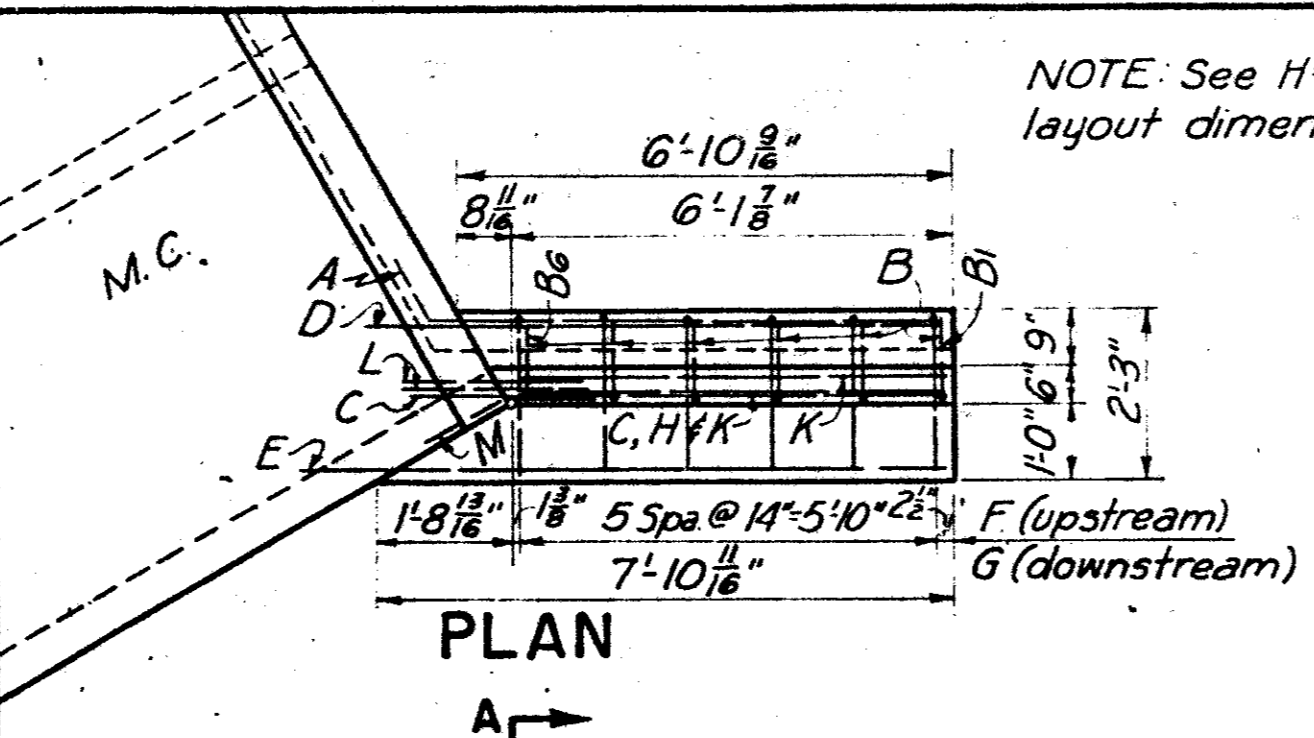 NOTE: See H-
layout dimen
6'-10 9/16"
8 11/16" 6'-1 7/8"
M.C.
A B6 B B1
D
L
C
C, H & K K
E M
9"
6"
1'-0"
2'-3"
1'-8 13/16" 1 3/8" 5 Spa. @ 14"=5'-10" 2 1/2" F (upstream)
7'-10 11/16" G (downstream)
PLAN
A